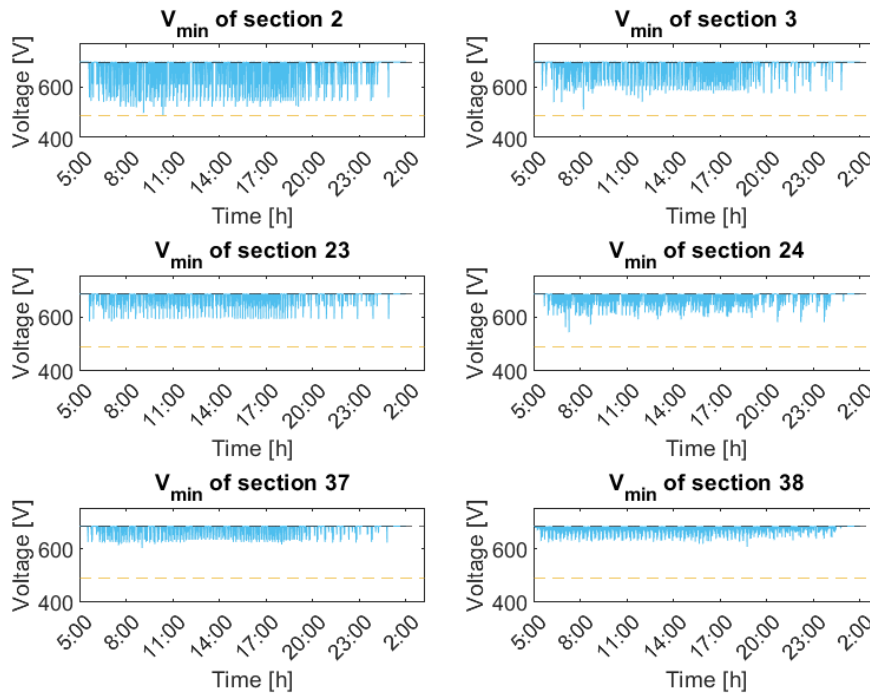 V_min of section 2
Voltage [V]
600
400
5:00 8:00 11:00 14:00 17:00 20:00 23:00 2:00
Time [h]
V_min of section 3
Voltage [V]
600
400
5:00 8:00 11:00 14:00 17:00 20:00 23:00 2:00
Time [h]
V_min of section 23
Voltage [V]
600
400
5:00 8:00 11:00 14:00 17:00 20:00 23:00 2:00
Time [h]
V_min of section 24
Voltage [V]
600
400
5:00 8:00 11:00 14:00 17:00 20:00 23:00 2:00
Time [h]
V_min of section 37
Voltage [V]
600
400
5:00 8:00 11:00 14:00 17:00 20:00 23:00 2:00
Time [h]
V_min of section 38
Voltage [V]
600
400
5:00 8:00 11:00 14:00 17:00 20:00 23:00 2:00
Time [h]